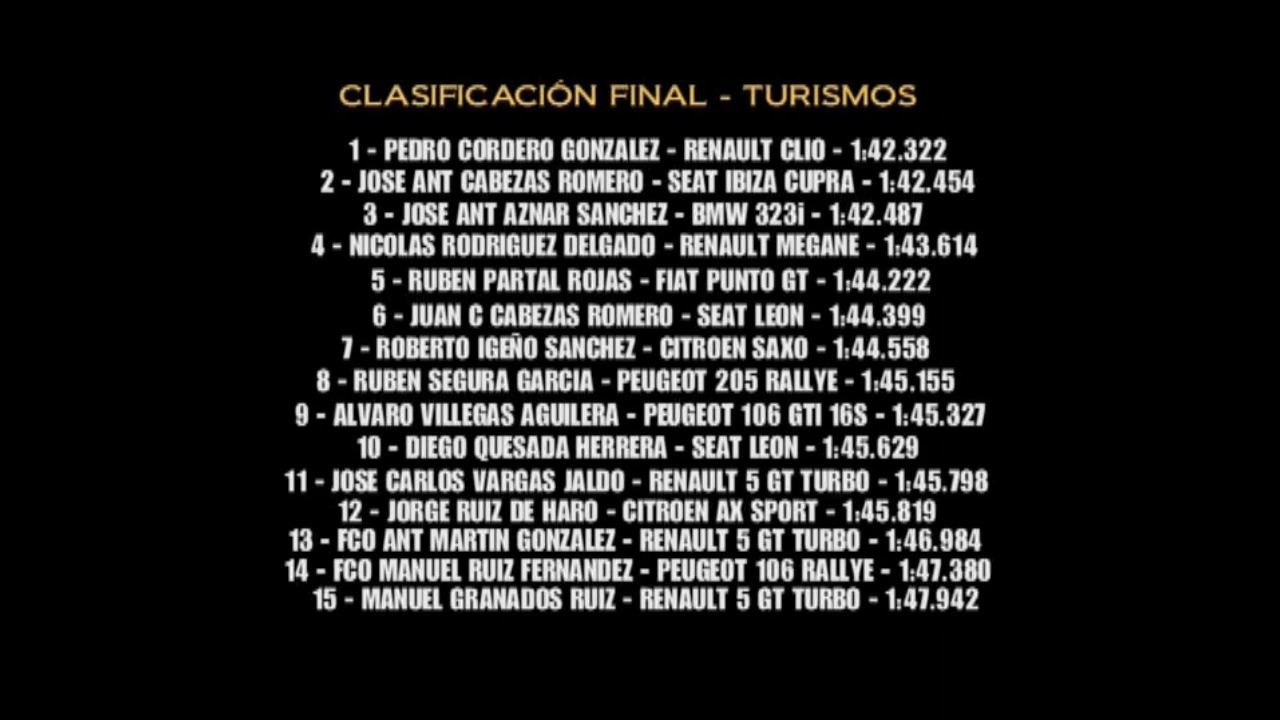 CLASIFICACIÓN FINAL - TURISMOS
1 - PEDRO CORDERO GONZALEZ - RENAULT CLIO - 1:42.322
2 - JOSE ANT CABEZAS ROMERO - SEAT IBIZA CUPRA - 1:42.454
3 - JOSE ANT AZNAR SANCHEZ - BMW 323i - 1:42.487
4 - NICOLAS RODRIGUEZ DELGADO - RENAULT MEGANE - 1:43.614
5 - RUBEN PARTAL ROJAS - FIAT PUNTO GT - 1:44.222
6 - JUAN C CABEZAS ROMERO - SEAT LEON - 1:44.399
7 - ROBERTO IGEÑO SANCHEZ - CITROEN SAXO - 1:44.558
8 - RUBEN SEGURA GARCIA - PEUGEOT 205 RALLYE - 1:45.155
9 - ALVARO VILLEGAS AGUILERA - PEUGEOT 106 GTI 16S - 1:45.327
10 - DIEGO QUESADA HERRERA - SEAT LEON - 1:45.629
11 - JOSE CARLOS VARGAS JALDO - RENAULT 5 GT TURBO - 1:45.798
12 - JORGE RUIZ DE HARO - CITROEN AX SPORT - 1:45.819
13 - FCO ANT MARTIN GONZALEZ - RENAULT 5 GT TURBO - 1:46.984
14 - FCO MANUEL RUIZ FERNANDEZ - PEUGEOT 106 RALLYE - 1:47.380
15 - MANUEL GRANADOS RUIZ - RENAULT 5 GT TURBO - 1:47.942